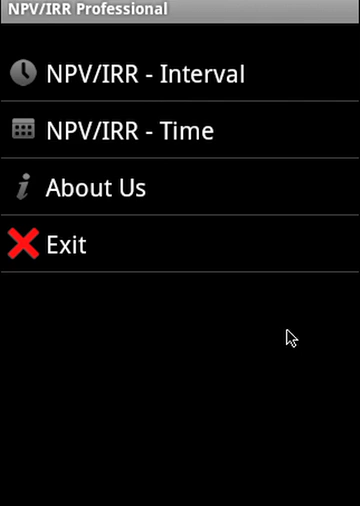 NPV/IRR Professional
NPV/IRR - Interval
NPV/IRR - Time
About Us
Exit